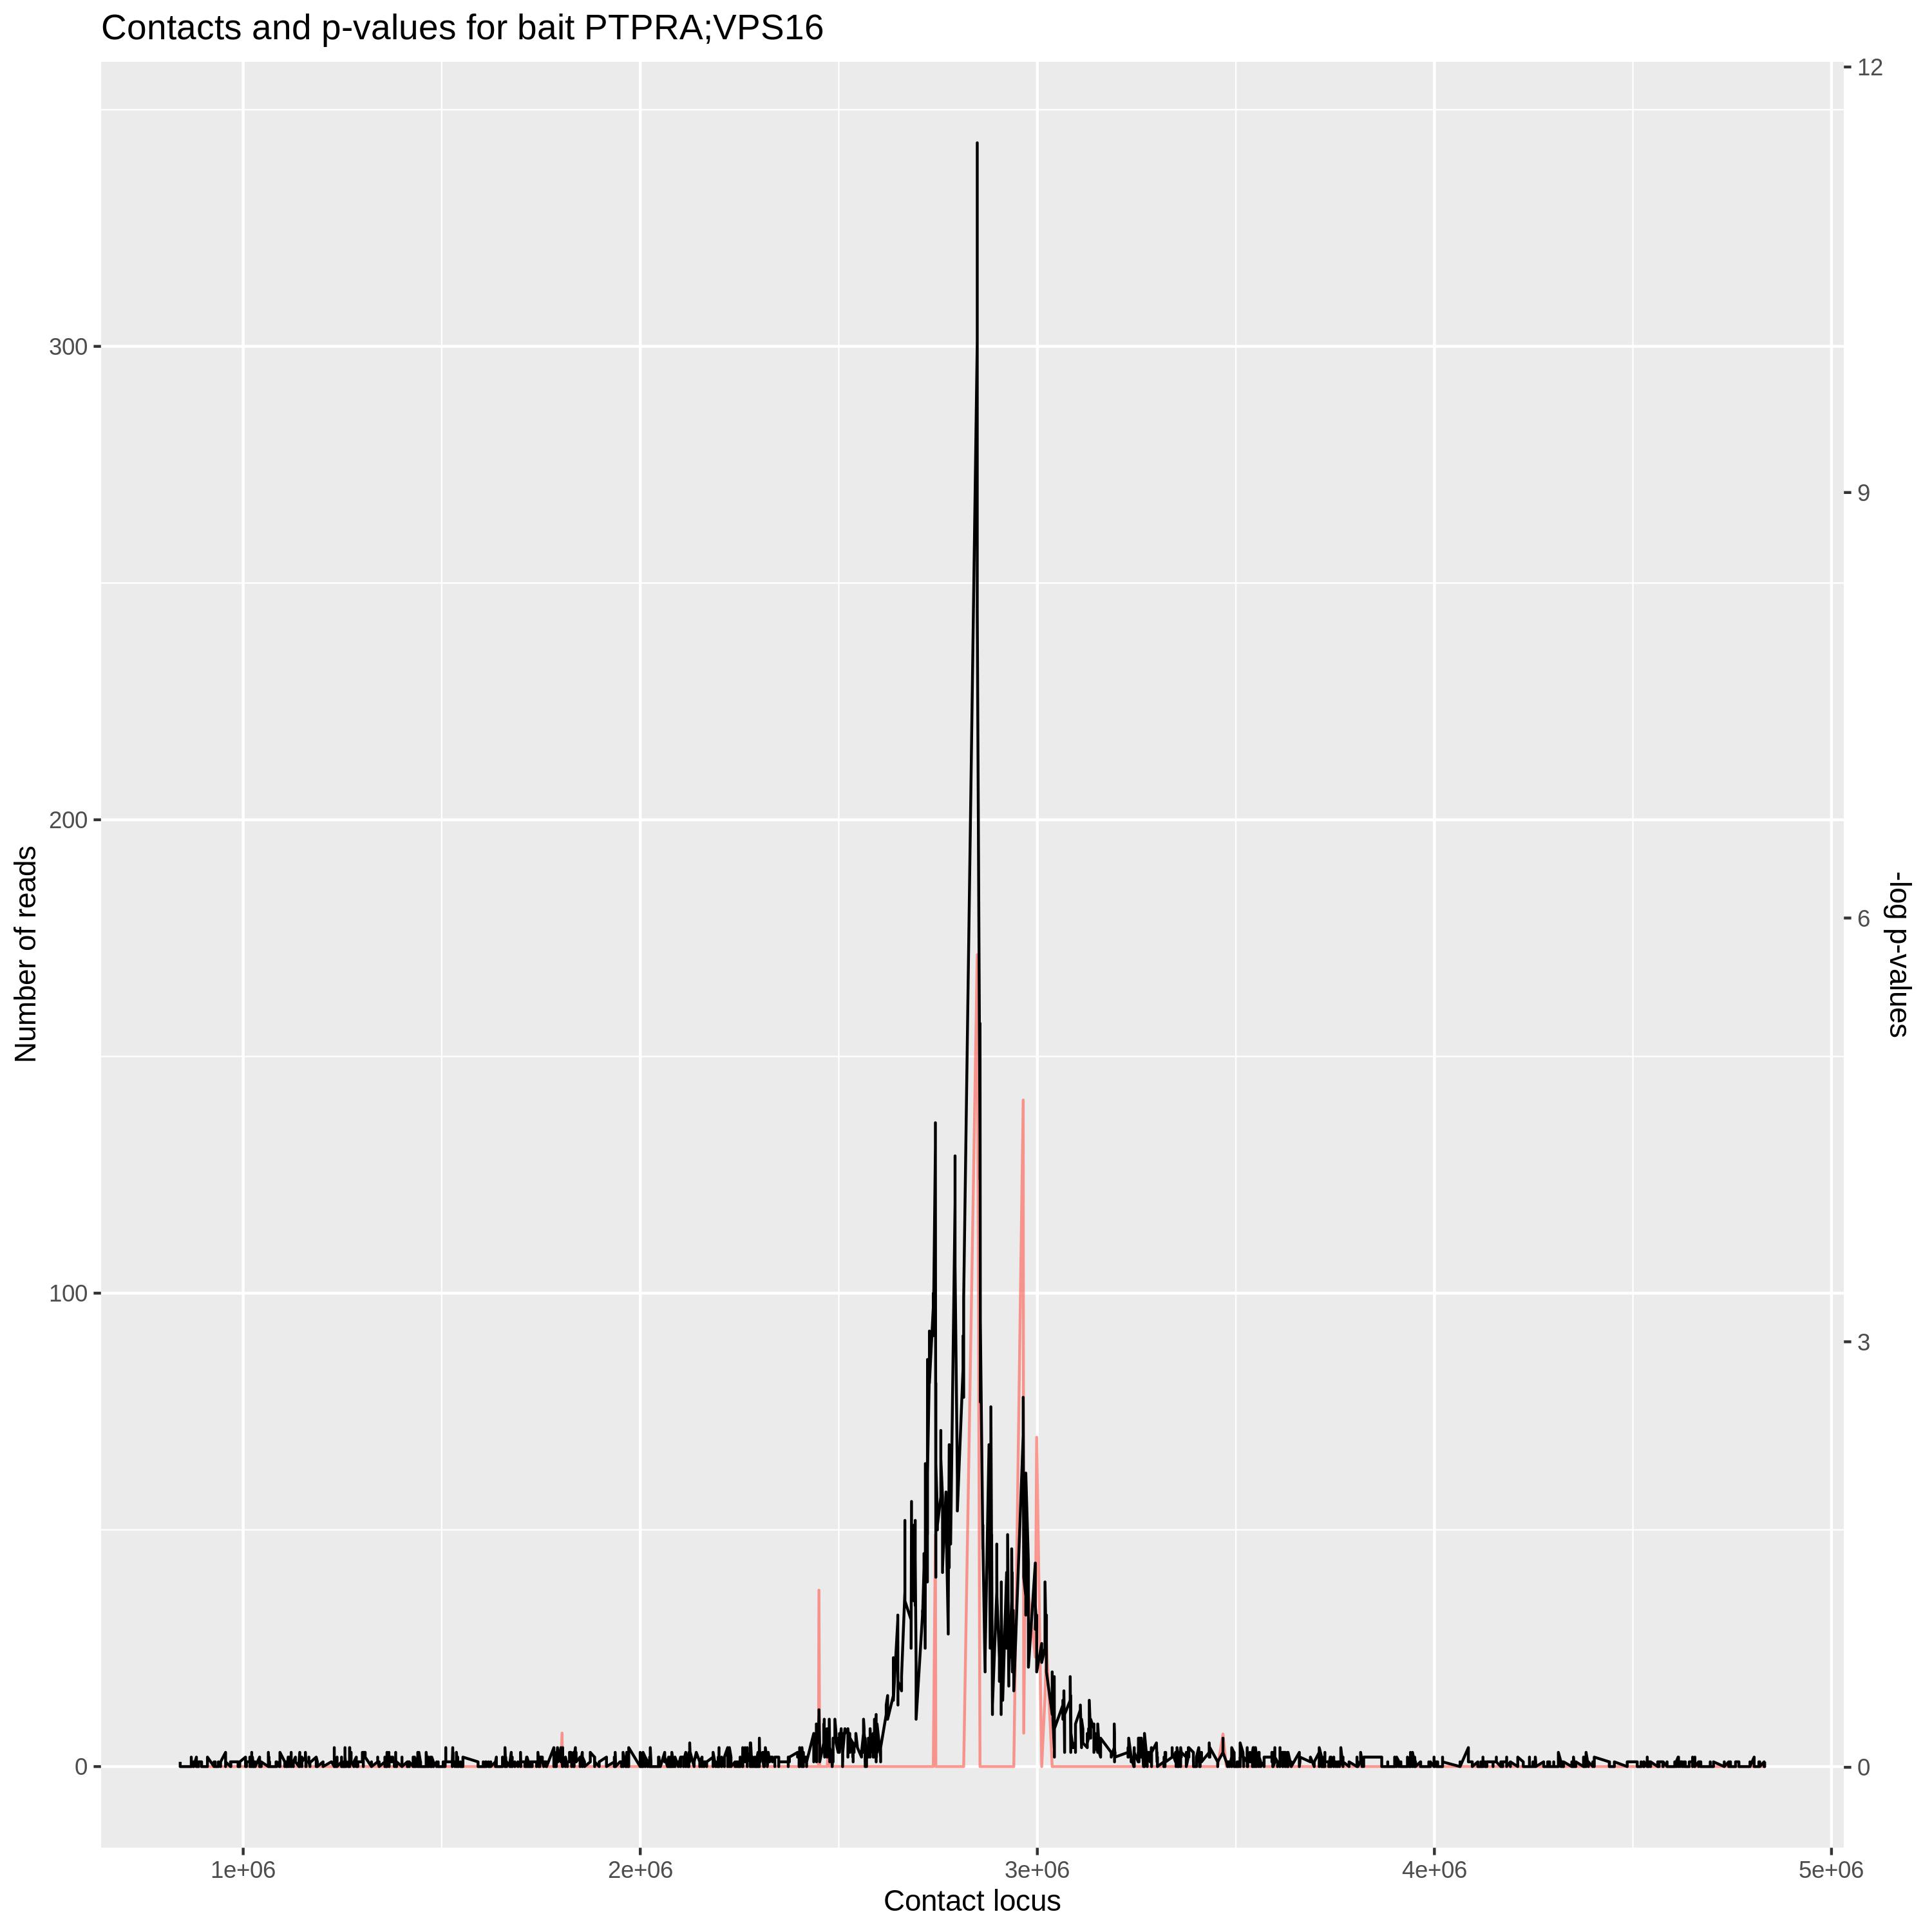 Contacts and p-values for bait PTPRA;VPS16
12
9
6
3
0
-log p-values
300
200
100
0
Number of reads
1e+06
2e+06
3e+06
4e+06
5e+06
Contact locus